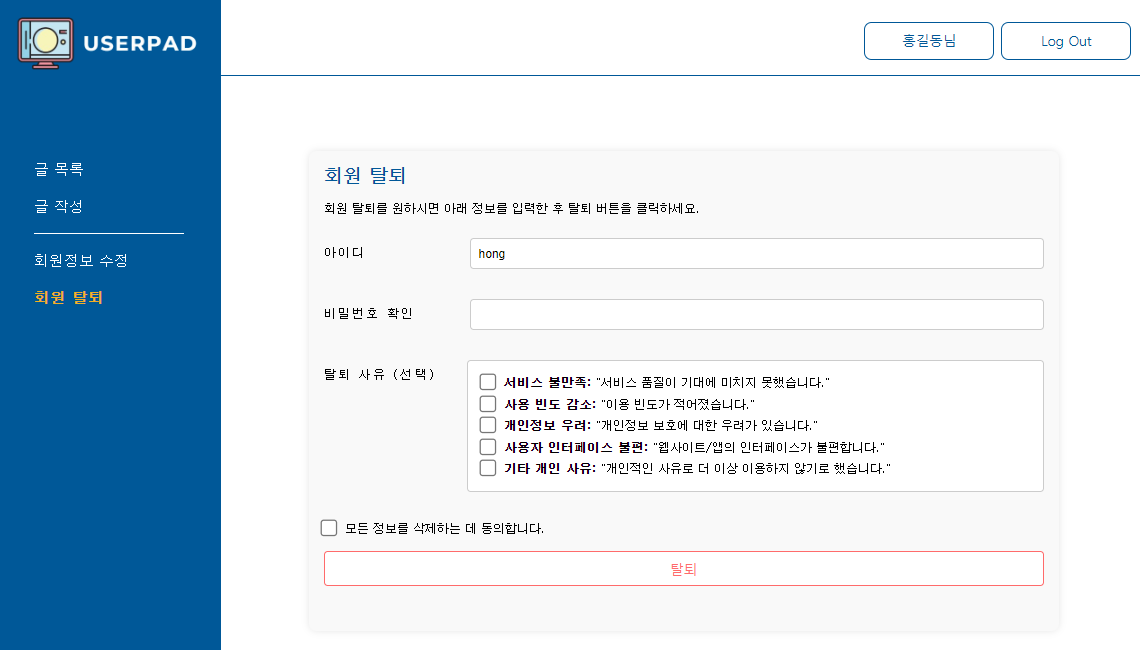 USERPAD
홍길동님
Log Out
글 목록
글 작성
회원정보 수정
회원 탈퇴
회원 탈퇴
회원 탈퇴를 원하시면 아래 정보를 입력한 후 탈퇴 버튼을 클릭하세요.
아이디
hong
비밀번호 확인
탈퇴 사유 (선택)
서비스 불만족: "서비스 품질이 기대에 미치지 못했습니다."
사용 빈도 감소: "이용 빈도가 적어졌습니다."
개인정보 우려: "개인정보 보호에 대한 우려가 있습니다."
사용자 인터페이스 불편: "웹사이트/앱의 인터페이스가 불편합니다."
기타 개인 사유: "개인적인 사유로 더 이상 이용하지 않기로 했습니다."
모든 정보를 삭제하는 데 동의합니다.
탈퇴